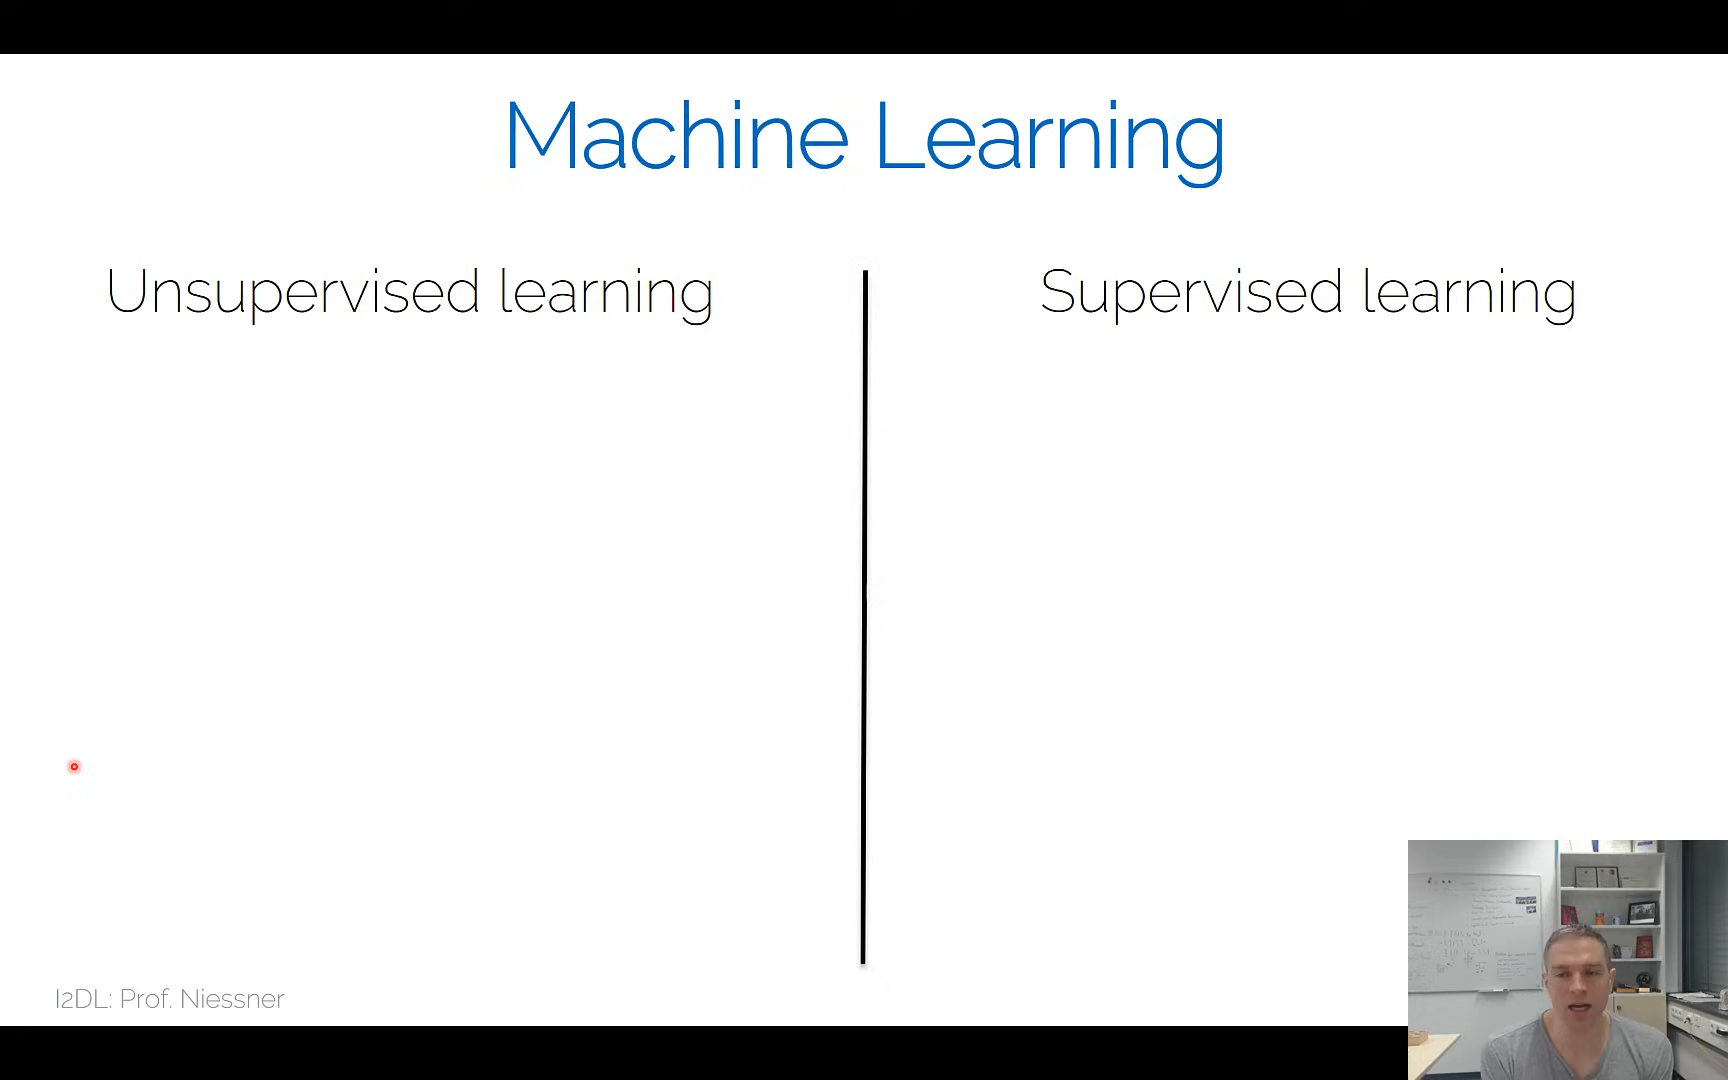 Machine Learning
Unsupervised learning
Supervised learning
I2DL: Prof. Niessner